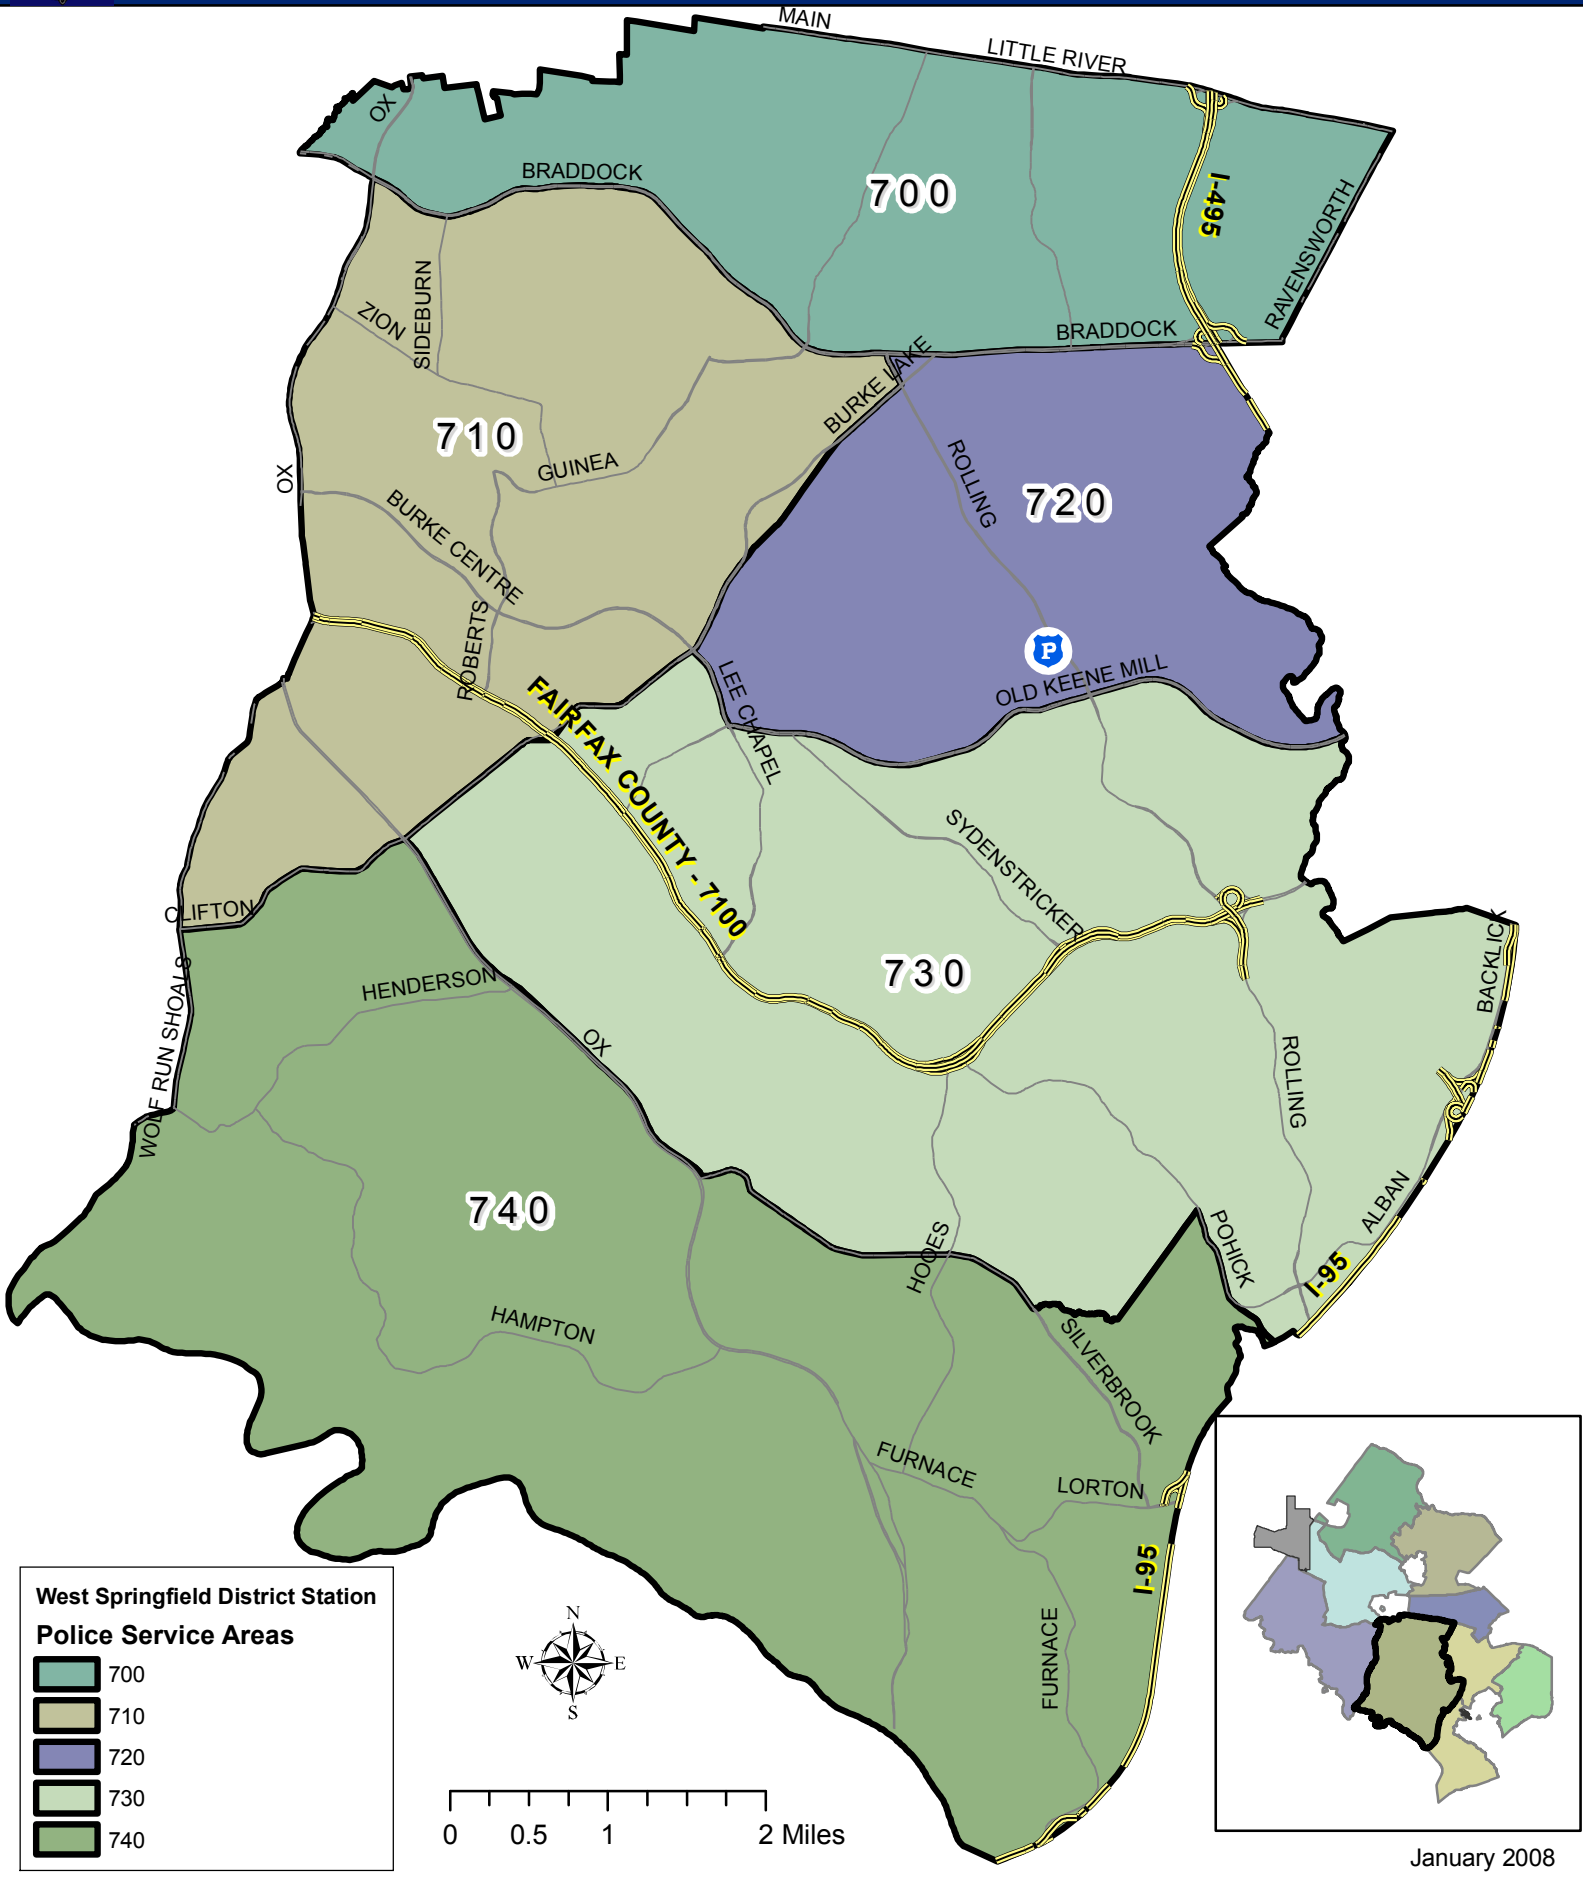 MAIN
LITTLE RIVER
OX
BRADDOCK
700
I-495
RAVENSWORTH
SIDEBURN
ZION
BRADDOCK
BURKE LAKE
710
GUINEA
OX
ROLLING
720
BURKE CENTRE
ROBERTS
P
LEE CHAPEL
OLD KEENE MILL
FAIRFAX COUNTY - 7100
SYDENSTRICKER
CLIFTON
BACKLICK
730
HENDERSON
WOLF RUN SHOALS
OX
ROLLING
740
ALBAN
POHICK
HOOES
I-95
HAMPTON
SILVERBROOK
FURNACE
LORTON
I-95
FURNACE
West Springfield District Station
Police Service Areas
700
710
720
730
740
N
W E
S
0 0.5 1 2 Miles
January 2008